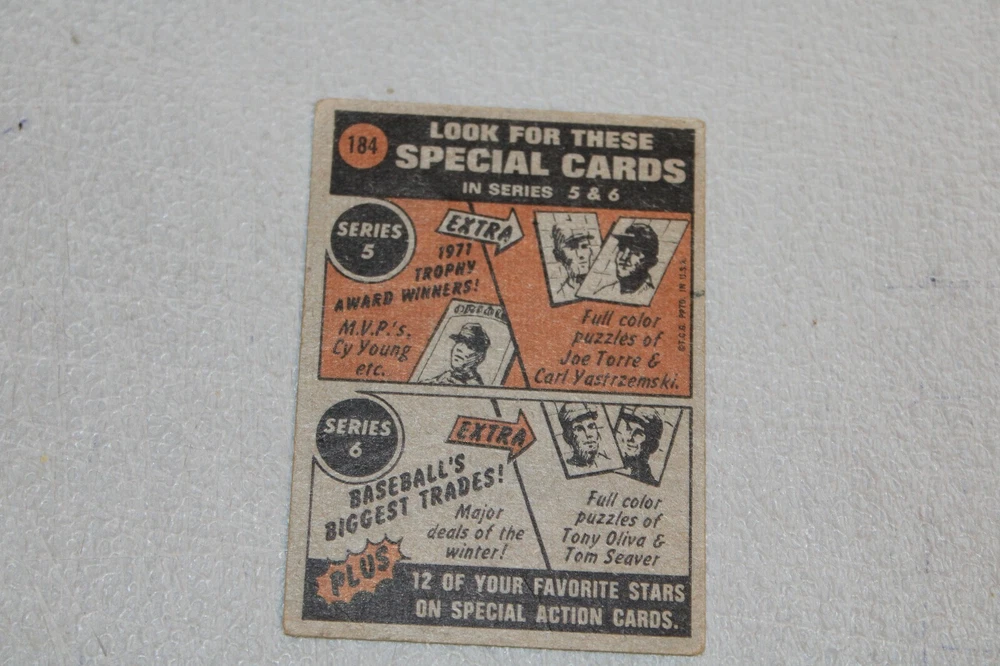 184
LOOK FOR THESE
SPECIAL CARDS
IN SERIES 5 & 6
SERIES
5
EXTRA
1971
TROPHY
AWARD WINNERS!
M.V.P.'s,
Cy Young
etc.
Full color
puzzles of
Joe Torre &
Carl Yastrzemski.
©T.C.G. PRTD. IN U.S.A.
SERIES
6
EXTRA
BASEBALL'S
BIGGEST TRADES!
Major
deals of the
winter!
Full color
puzzles of
Tony Oliva &
Tom Seaver
PLUS
12 OF YOUR FAVORITE STARS
ON SPECIAL ACTION CARDS.